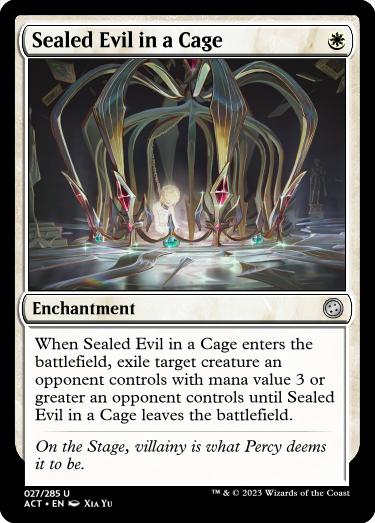 Sealed Evil in a Cage
Enchantment
When Sealed Evil in a Cage enters the
battlefield, exile target creature an
opponent controls with mana value 3 or
greater an opponent controls until Sealed
Evil in a Cage leaves the battlefield.
On the Stage, villainy is what Percy deems
it to be.
027/285 U
ACT • EN Xia Yu
™ & © 2023 Wizards of the Coast